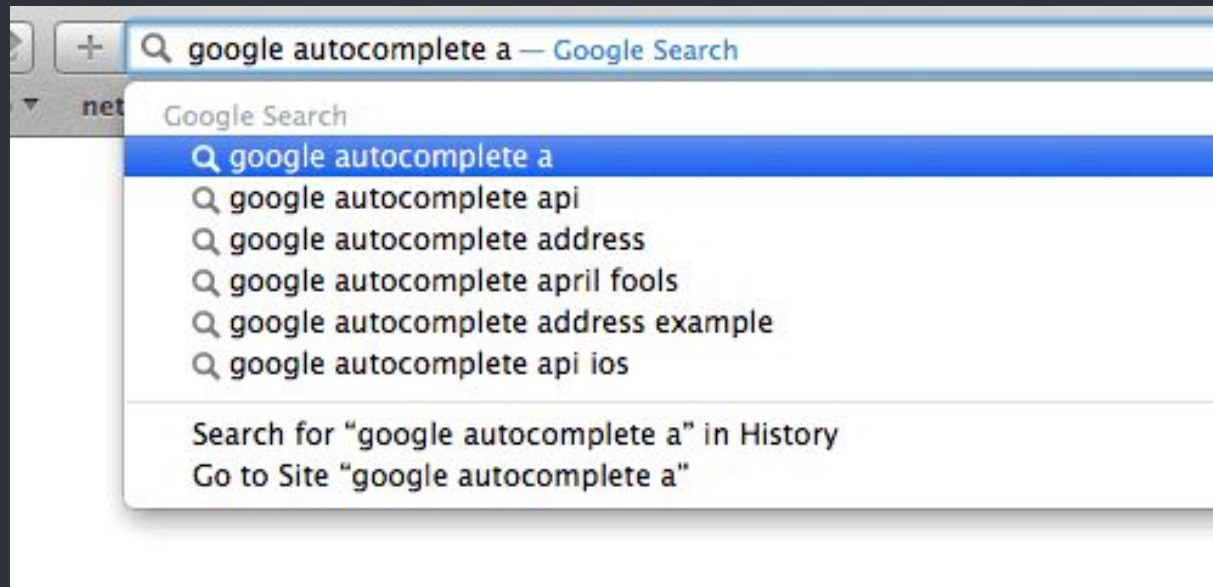 google autocomplete a — Google Search
net
Google Search
google autocomplete a
google autocomplete api
google autocomplete address
google autocomplete april fools
google autocomplete address example
google autocomplete api ios
Search for “google autocomplete a” in History
Go to Site “google autocomplete a”